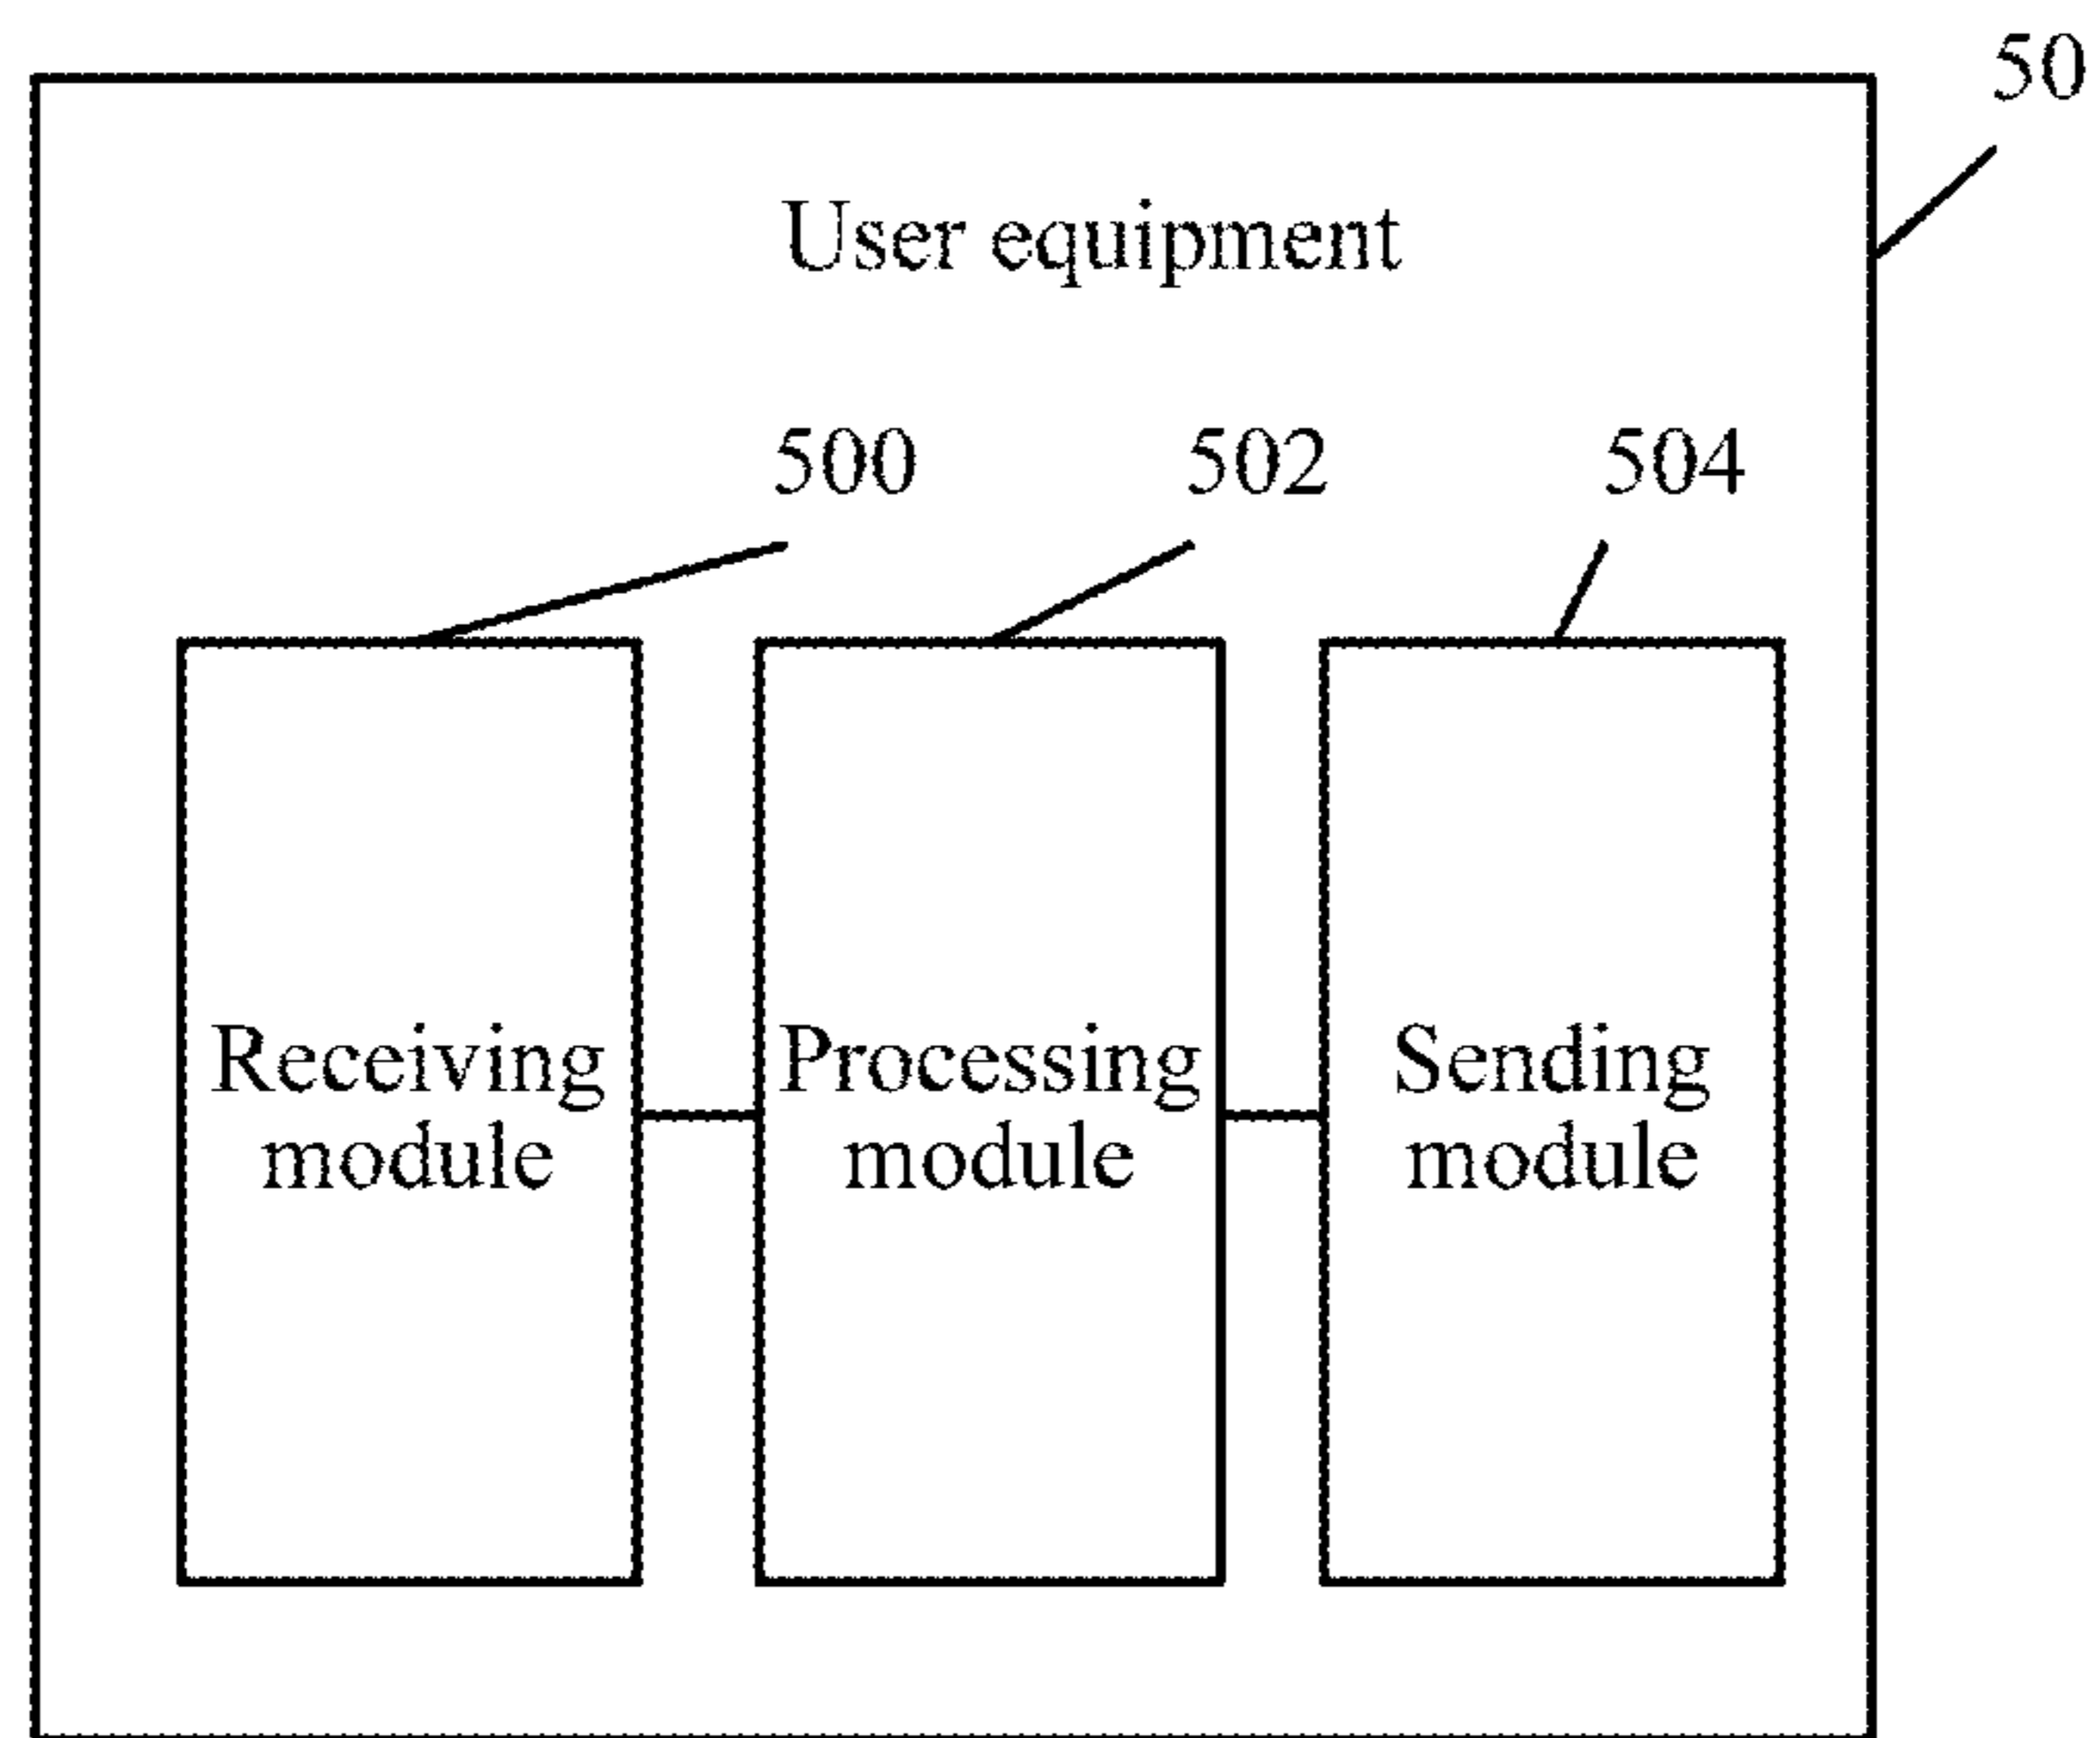 50
User equipment
500
502
504
Receiving
module
Processing
module
Sending
module